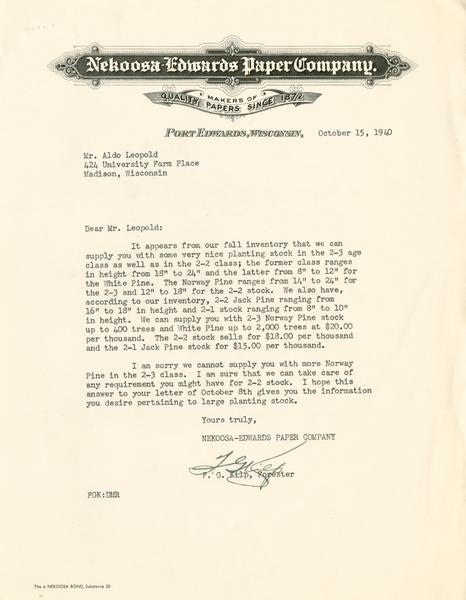 Nekoosa-Edwards Paper Company.
MAKERS OF
QUALITY PAPERS SINCE 1872
PORT EDWARDS, WISCONSIN,
October 15, 1940
Mr. Aldo Leopold
424 University Farm Place
Madison, Wisconsin
Dear Mr. Leopold:
It appears from our fall inventory that we can
supply you with some very nice planting stock in the 2-3 age
class as well as in the 2-2 class; the former class ranges
in height from 18" to 24" and the latter from 8" to 12" for
the White Pine. The Norway Pine ranges from 14" to 24" for
the 2-3 and 12" to 18" for the 2-2 stock. We also have,
according to our inventory, 2-2 Jack Pine ranging from
16" to 18" in height and 2-1 stock ranging from 8" to 10"
in height. We can supply you with 2-3 Norway Pine stock
up to 400 trees and White Pine up to 2,000 trees at $20.00
per thousand. The 2-2 stock sells for $18.00 per thousand
and the 2-1 Jack Pine stock for $15.00 per thousand.
I am sorry we cannot supply you with more Norway
Pine in the 2-3 class. I am sure that we can take care of
any requirement you might have for 2-2 stock. I hope this
answer to your letter of October 8th gives you the information
you desire pertaining to large planting stock.
Yours truly,
NEKOOSA-EDWARDS PAPER COMPANY
F G Kilp
F. G. Kilp, Forester
FGK:DMR
This is NEKOOSA BOND, Substance 20